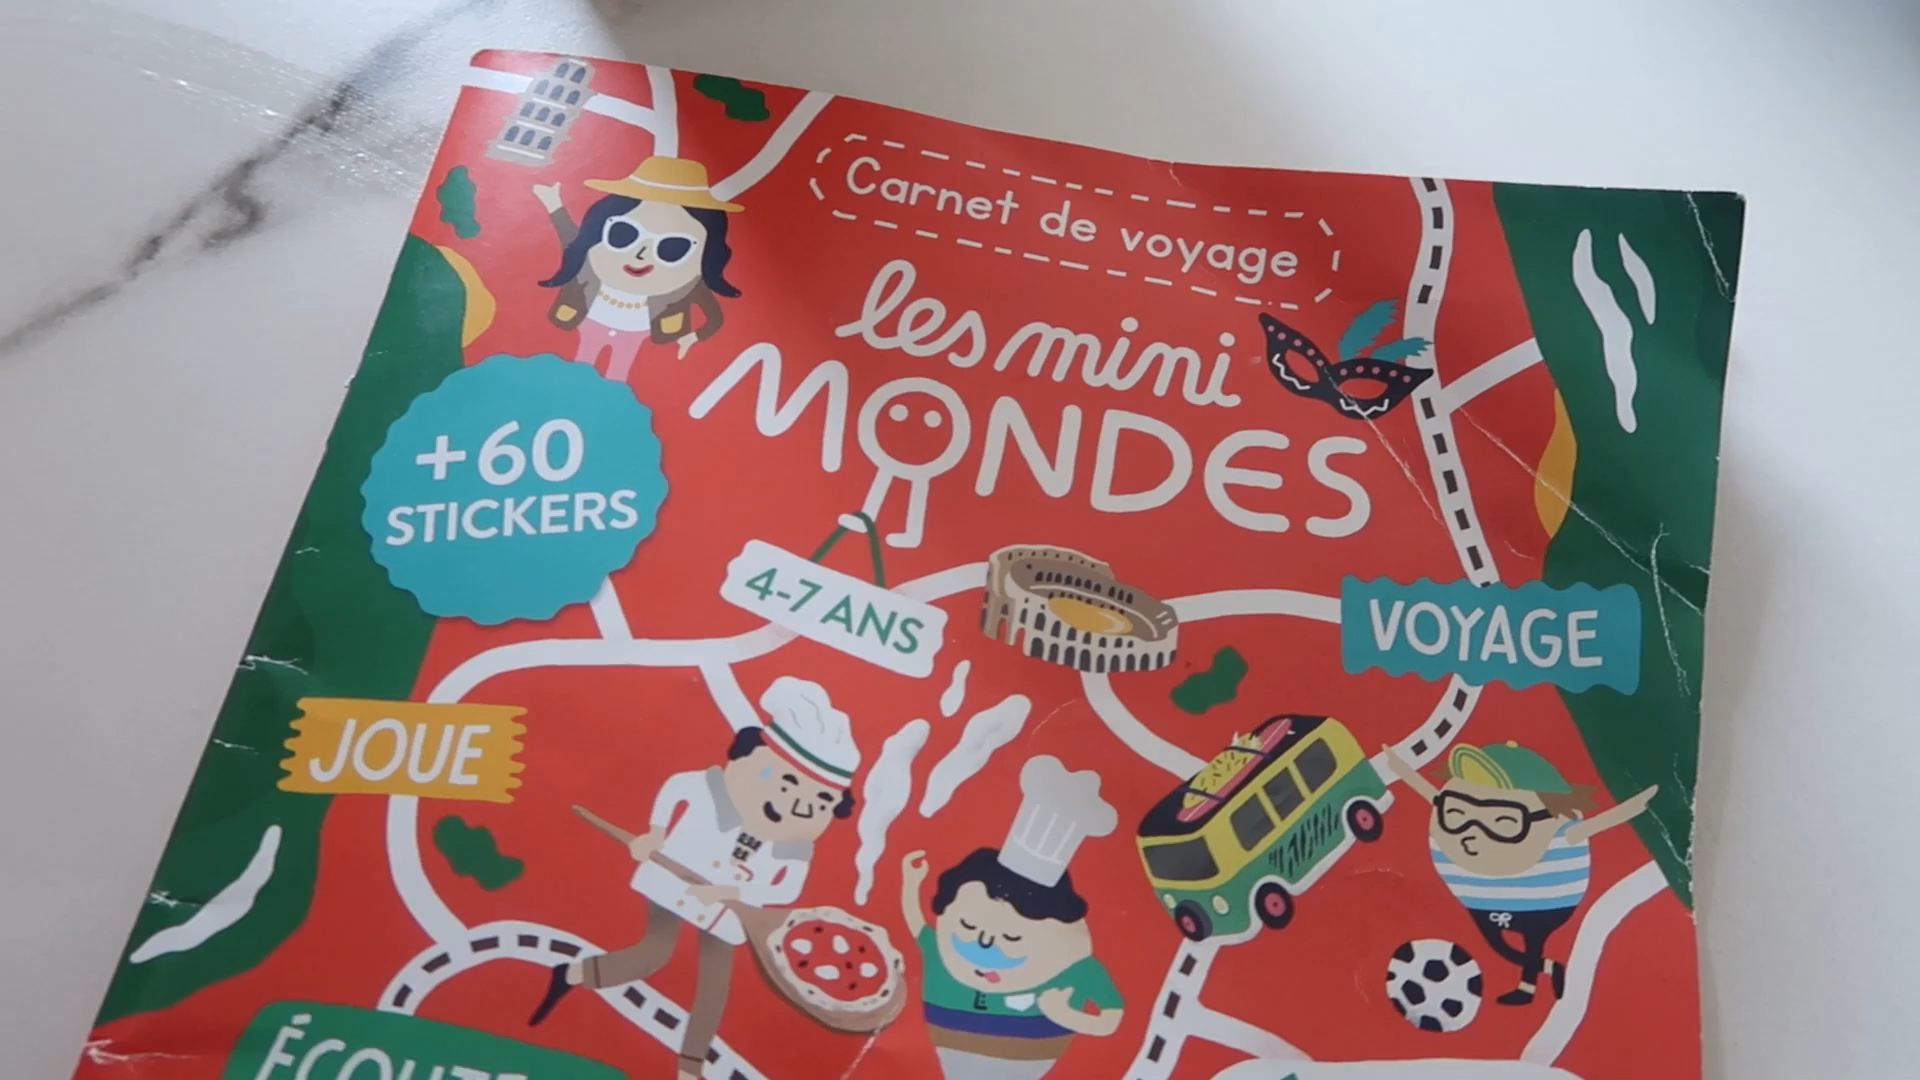 Carnet de voyage
les mini
MONDES
+60
STICKERS
4-7 ANS
VOYAGE
JOUE